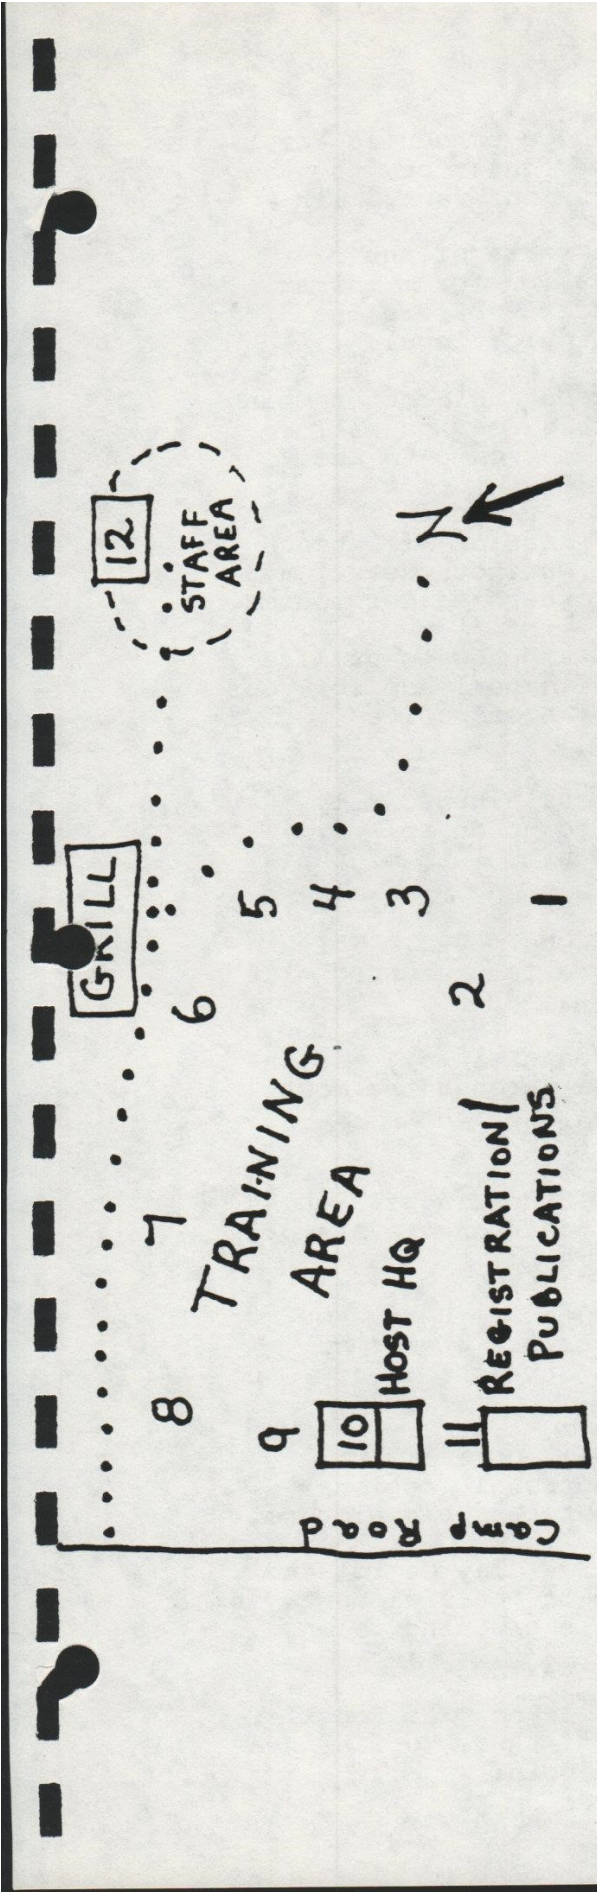 GRILL
12
8
7
6
STAFF
AREA
9
TRAINING
AREA
5
4
10
HOST HQ
3
N
11
REGISTRATION/
PUBLICATIONS
2
1
Camp Road